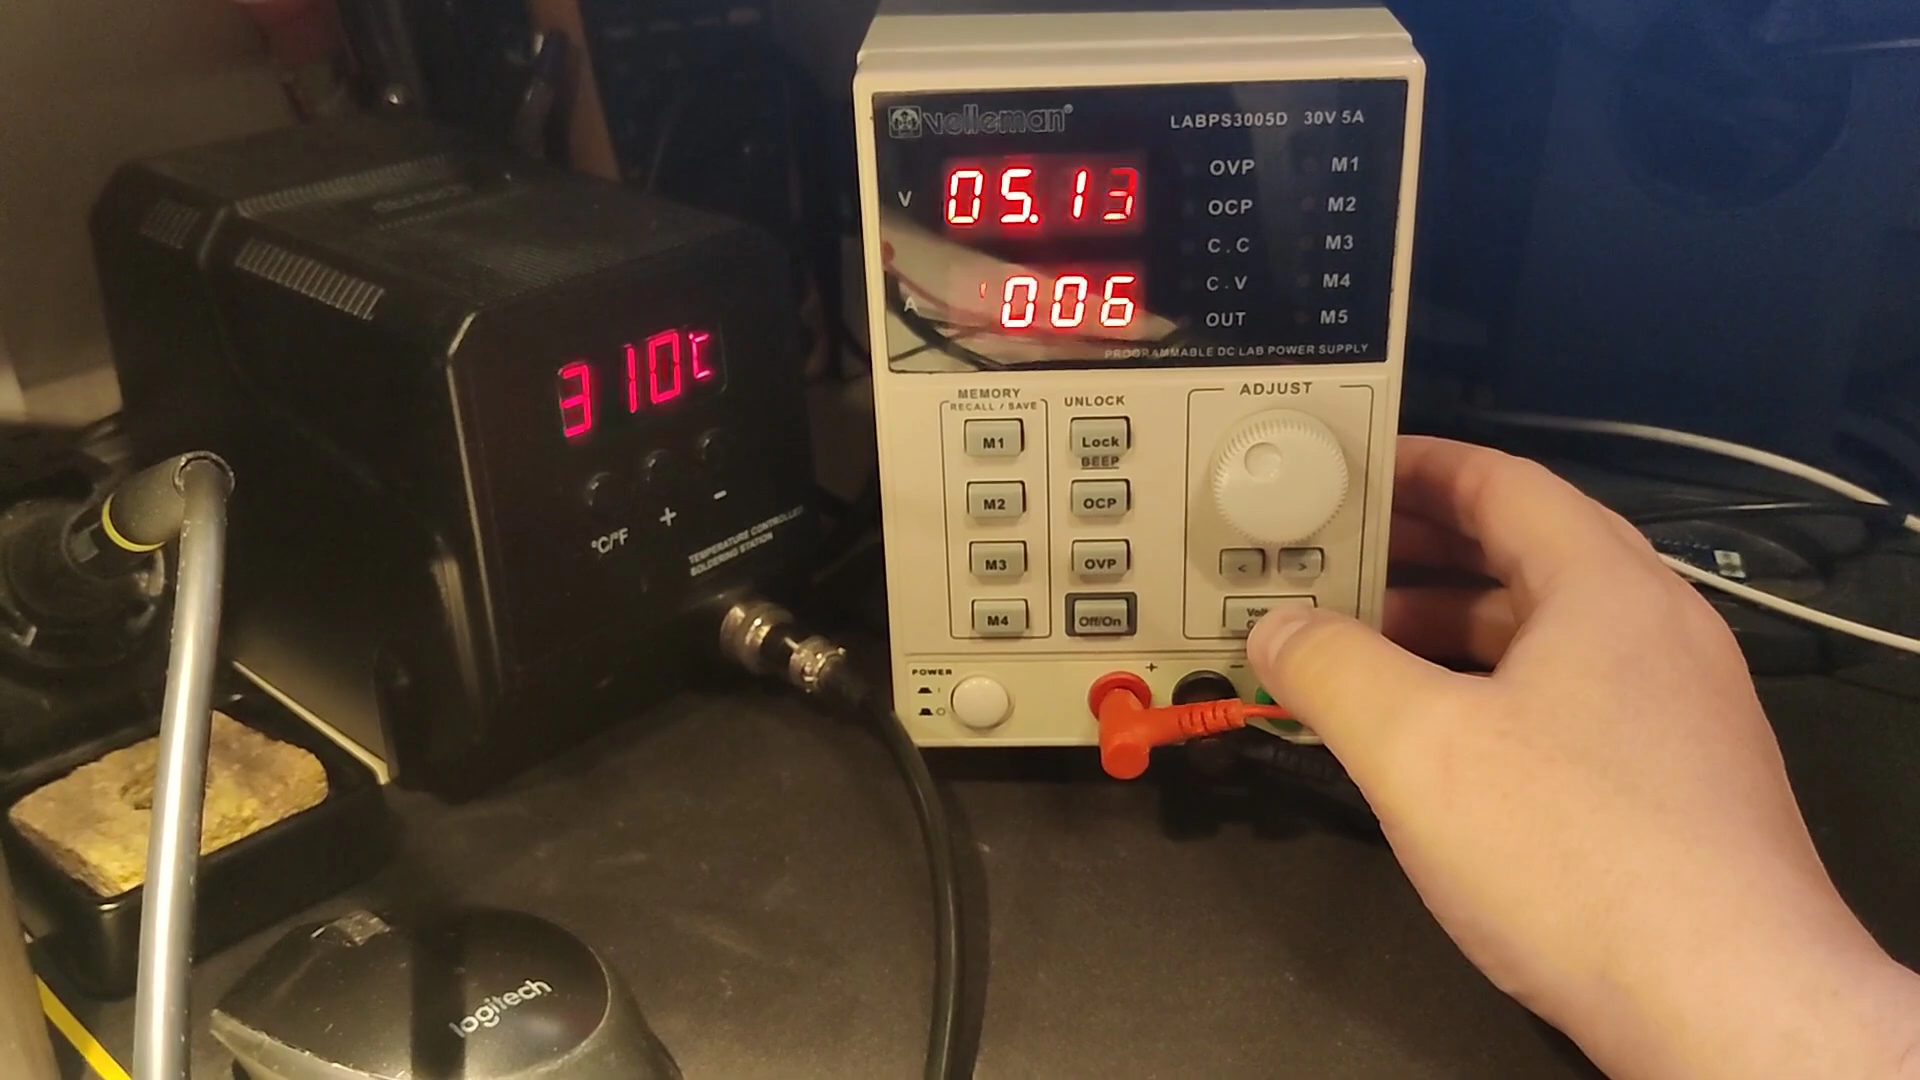 velleman®
LABPS3005D 30V 5A
V
05.13
A
006
OVP M1
OCP M2
C.C M3
C.V M4
OUT M5
PROGRAMMABLE DC LAB POWER SUPPLY
MEMORY
RECALL / SAVE
UNLOCK
ADJUST
M1
Lock
BEEP
M2
OCP
M3
OVP
< >
M4
Off/On
POWER
I
O
+
−
310℃
°C/°F
+
−
TEMPERATURE CONTROLLED
SOLDERING STATION
logitech